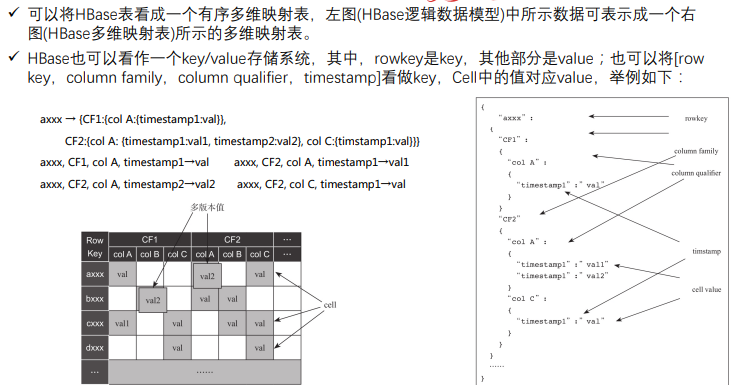 ✓ 可以将HBase表看成一个有序多维映射表，左图(HBase逻辑数据模型)中所示数据可表示成一个右
图(HBase多维映射表)所示的多维映射表。
✓ HBase也可以看作一个key/value存储系统，其中，rowkey是key，其他部分是value；也可以将[row
key，column family，column qualifier，timestamp]看做key，Cell中的值对应value，举例如下：
axxx → {CF1:{col A:{timestamp1:val}},
CF2:{col A: {timestamp1:val1, timestamp2:val2}, col C:{timstamp1:val}}}
axxx, CF1, col A, timestamp1→val axxx, CF2, col A, timestamp1→val1
axxx, CF2, col A, timestamp2→val2 axxx, CF2, col C, timestamp1→val
多版本值
Row Key CF1 CF2 …
col A col B col C col A col B col C …
axxx val val2 val
bxxx val2 val val
cxxx val1 val val val
dxxx val val
… ……
cell
{
"axxx" : rowkey
{
"CF1" :
{
column family
"col A" :
column qualifier
{
"timestamp1" :" val"
}
}
"CF2"
{
"col A" :
{
timstamp
"timestamp1" :" val1"
"timestamp2" :" val2"
}
cell value
"col C" :
{
"timestamp1" :" val"
}
}
}
……
}